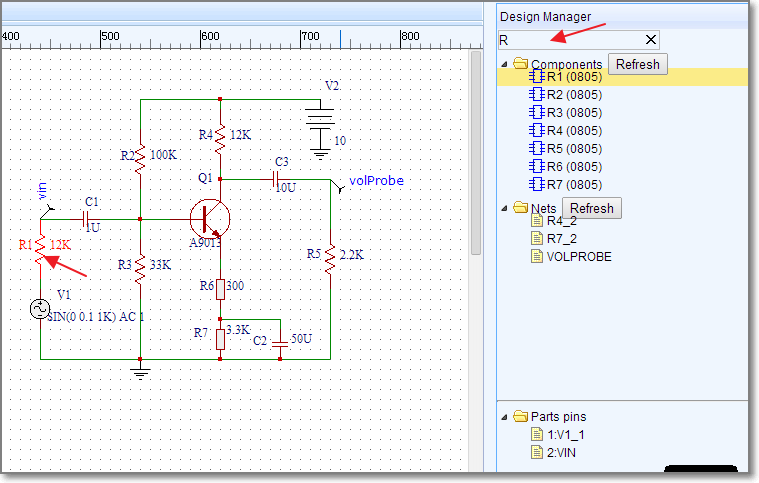 400 500 600 700 800
V2
10
R4 12K
R2 100K
C3
10U
Q1
volProbe
vin
C1
1U
A9013
R1 12K
R3 33K
R5 2.2K
R6 300
V1
SIN(0 0.1 1K) AC 1
R7 3.3K
C2 50U
Design Manager
R
Components Refresh
R1 (0805)
R2 (0805)
R3 (0805)
R4 (0805)
R5 (0805)
R6 (0805)
R7 (0805)
Nets Refresh
R4_2
R7_2
VOLPROBE
Parts pins
1:V1_1
2:VIN